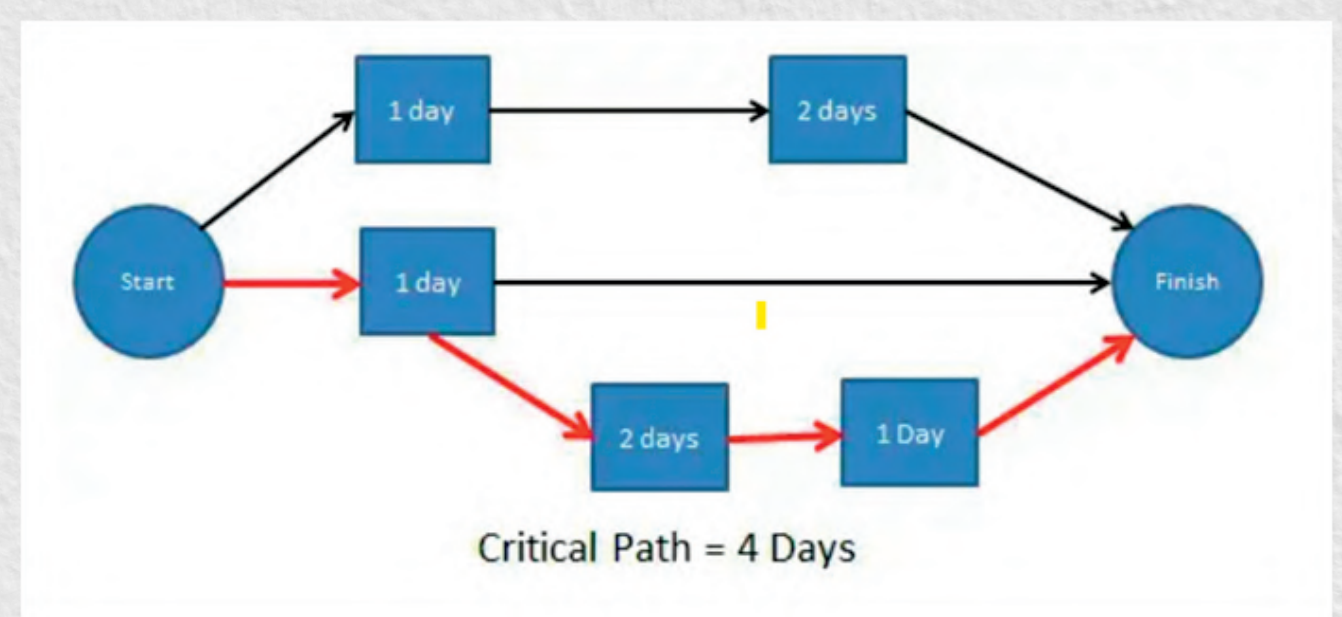 1 day
2 days
Start
1 day
Finish
2 days
1 Day
Critical Path = 4 Days